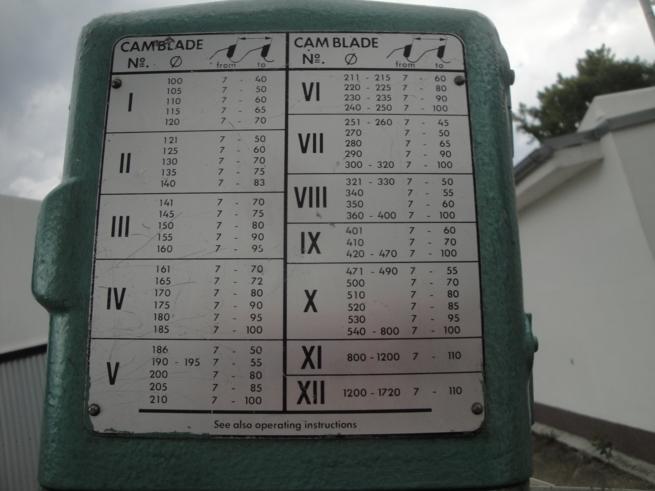 CAM BLADE
Nº. Ø from to
I
100 7 - 40
105 7 - 50
110 7 - 60
115 7 - 65
120 7 - 70
II
121 7 - 50
125 7 - 60
130 7 - 70
135 7 - 75
140 7 - 83
III
141 7 - 70
145 7 - 75
150 7 - 80
155 7 - 90
160 7 - 95
IV
161 7 - 70
165 7 - 72
170 7 - 80
175 7 - 90
180 7 - 95
185 7 - 100
V
186 7 - 50
190 - 195 7 - 55
200 7 - 80
205 7 - 85
210 7 - 100
CAM BLADE
Nº. Ø from to
VI
211 - 215 7 - 60
220 - 225 7 - 80
230 - 235 7 - 90
240 - 250 7 - 100
VII
251 - 260 7 - 45
270 7 - 50
280 7 - 65
290 7 - 90
300 - 320 7 - 100
VIII
321 - 330 7 - 50
340 7 - 55
350 7 - 60
360 - 400 7 - 100
IX
401 7 - 60
410 7 - 70
420 - 470 7 - 100
X
471 - 490 7 - 55
500 7 - 70
510 7 - 80
520 7 - 85
530 7 - 95
540 - 800 7 - 100
XI 800 - 1200 7 - 110
XII 1200 - 1720 7 - 110
See also operating instructions